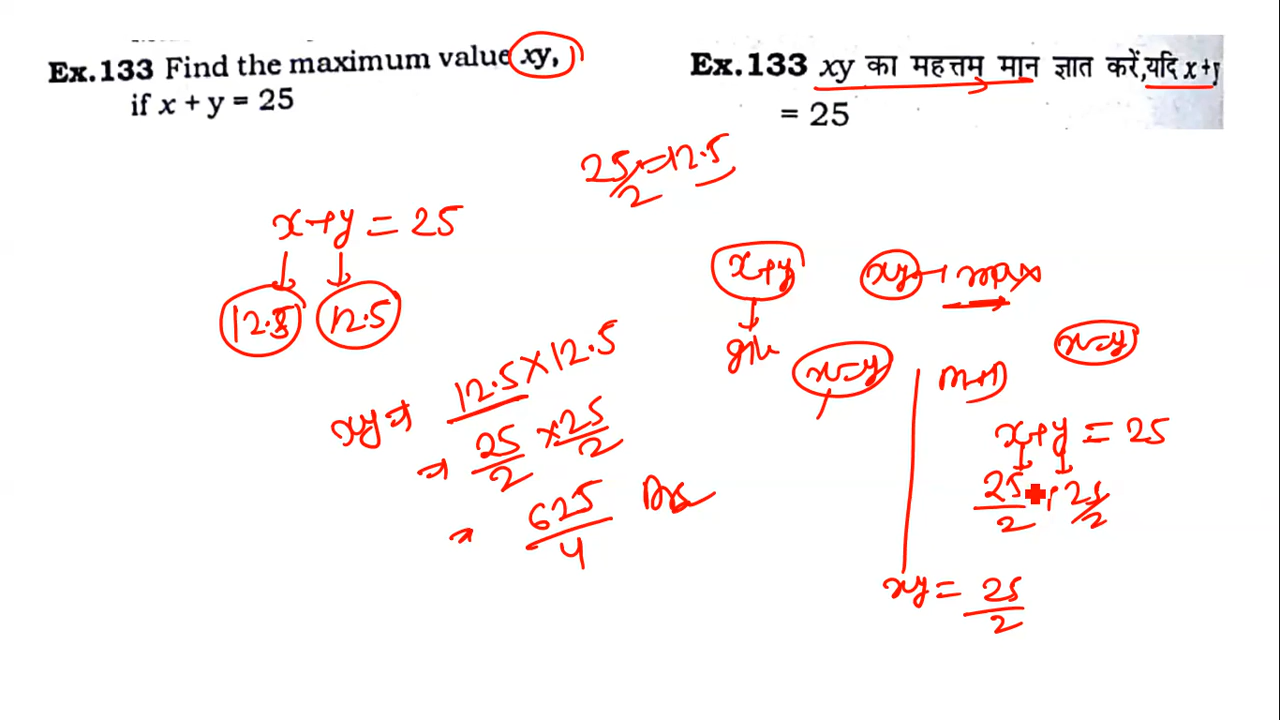 Ex.133 Find the maximum value xy,
if x + y = 25
Ex.133 xy का महत्तम मान ज्ञात करें, यदि x+y
= 25
25/2 = 12.5
x+y = 25
12.5 12.5
xy ⇒ 12.5 × 12.5
⇒ 25/2 × 25/2
⇒ 625/4 Ans
x+y xy → max
x=y x=y
x+y = 25
25/2 , 25/2
xy = 25/2